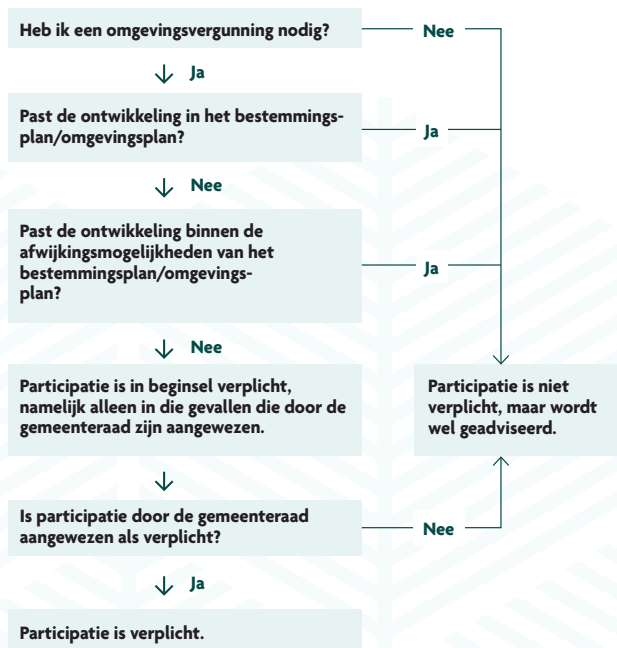 Heb ik een omgevingsvergunning nodig?
Nee
Ja
Past de ontwikkeling in het bestemmings-
plan/omgevingsplan?
Ja
Nee
Past de ontwikkeling binnen de
afwijkingsmogelijkheden van het
bestemmingsplan/omgevings-
plan?
Ja
Nee
Participatie is in beginsel verplicht,
namelijk alleen in die gevallen die door de
gemeenteraad zijn aangewezen.
Participatie is niet
verplicht, maar wordt
wel geadviseerd.
Is participatie door de gemeenteraad
aangewezen als verplicht?
Nee
Ja
Participatie is verplicht.